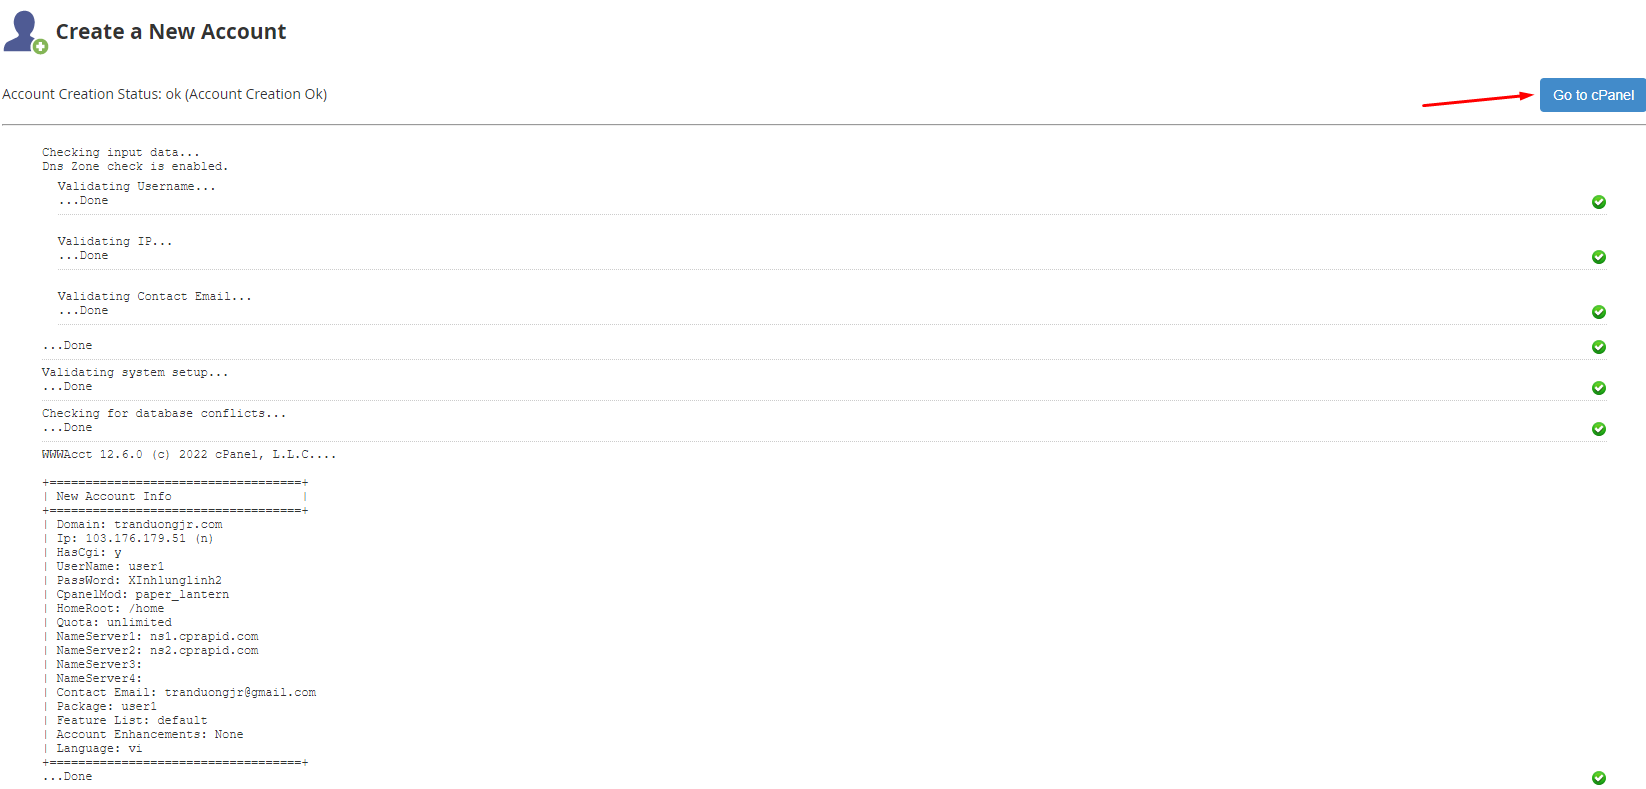 Create a New Account
Account Creation Status: ok (Account Creation Ok)
Go to cPanel
Checking input data...
Dns Zone check is enabled.
Validating Username...
...Done
Validating IP...
...Done
Validating Contact Email...
...Done
...Done
Validating system setup...
...Done
Checking for database conflicts...
...Done
WWWAcct 12.6.0 (c) 2022 cPanel, L.L.C....
+===================================+
| New Account Info                  |
+===================================+
| Domain: tranduongjr.com
| Ip: 103.176.179.51 (n)
| HasCgi: y
| UserName: user1
| PassWord: XInhlunglinh2
| CpanelMod: paper_lantern
| HomeRoot: /home
| Quota: unlimited
| NameServer1: ns1.cprapid.com
| NameServer2: ns2.cprapid.com
| NameServer3:
| NameServer4:
| Contact Email: tranduongjr@gmail.com
| Package: user1
| Feature List: default
| Account Enhancements: None
| Language: vi
+===================================+
...Done